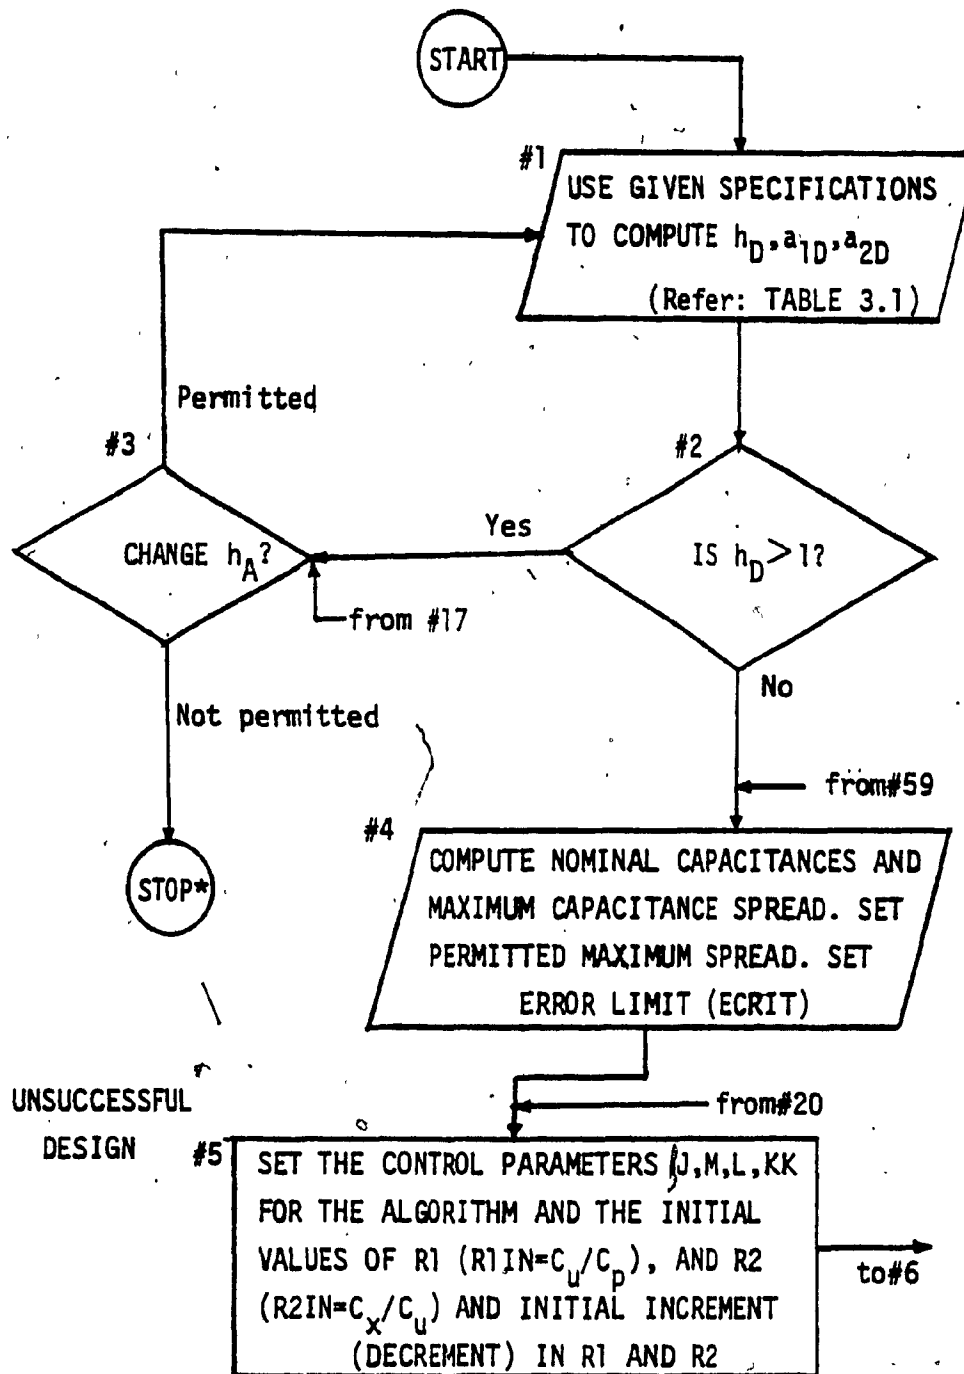 START
#1
USE GIVEN SPECIFICATIONS
TO COMPUTE h_D, a_1D, a_2D
(Refer: TABLE 3.1)
Permitted
#3
#2
CHANGE h_A?
Yes
IS h_D > 1?
from #17
No
Not permitted
from#59
#4
STOP*
COMPUTE NOMINAL CAPACITANCES AND
MAXIMUM CAPACITANCE SPREAD. SET
PERMITTED MAXIMUM SPREAD. SET
ERROR LIMIT (ECRIT)
from#20
UNSUCCESSFUL
DESIGN
#5
SET THE CONTROL PARAMETERS J,M,L,KK
FOR THE ALGORITHM AND THE INITIAL
VALUES OF R1 (R1IN=C_u/C_p), AND R2
(R2IN=C_x/C_u) AND INITIAL INCREMENT
(DECREMENT) IN R1 AND R2
to#6